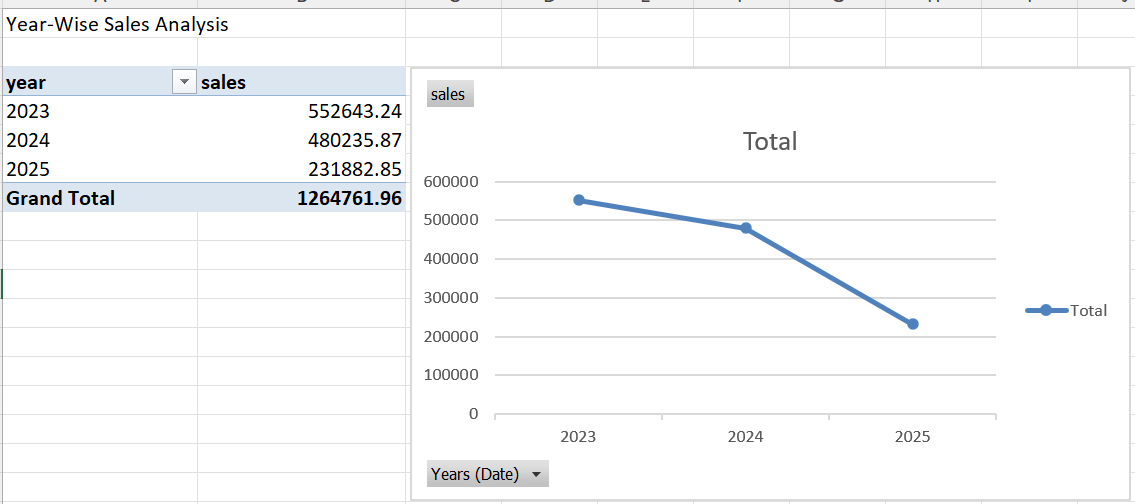 Year-Wise Sales Analysis
year sales
2023 552643.24
2024 480235.87
2025 231882.85
Grand Total 1264761.96
sales
Total
600000
500000
400000
300000
200000
100000
0
2023 2024 2025
Total
Years (Date)